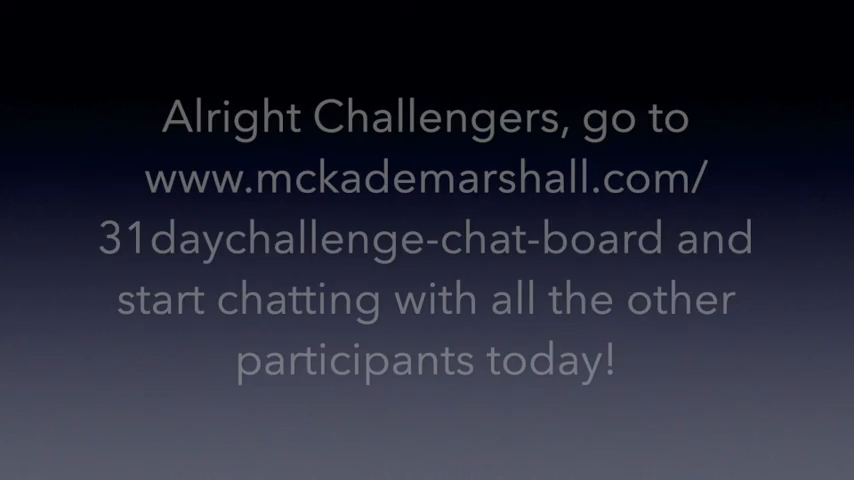 Alright Challengers, go to
www.mckademarshall.com/
31daychallenge-chat-board and
start chatting with all the other
participants today!